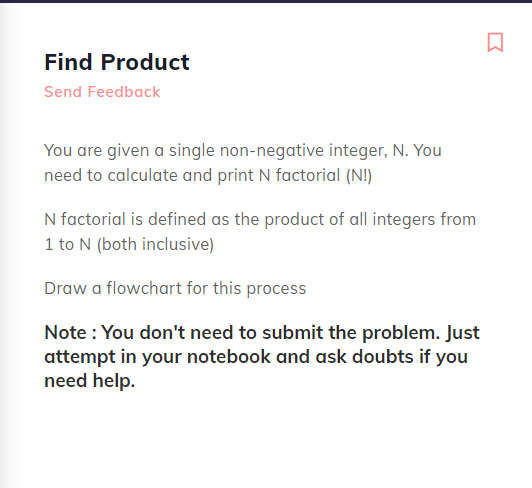 Find Product
Send Feedback
You are given a single non-negative integer, N. You
need to calculate and print N factorial (N!)
N factorial is defined as the product of all integers from
1 to N (both inclusive)
Draw a flowchart for this process
Note : You don't need to submit the problem. Just
attempt in your notebook and ask doubts if you
need help.